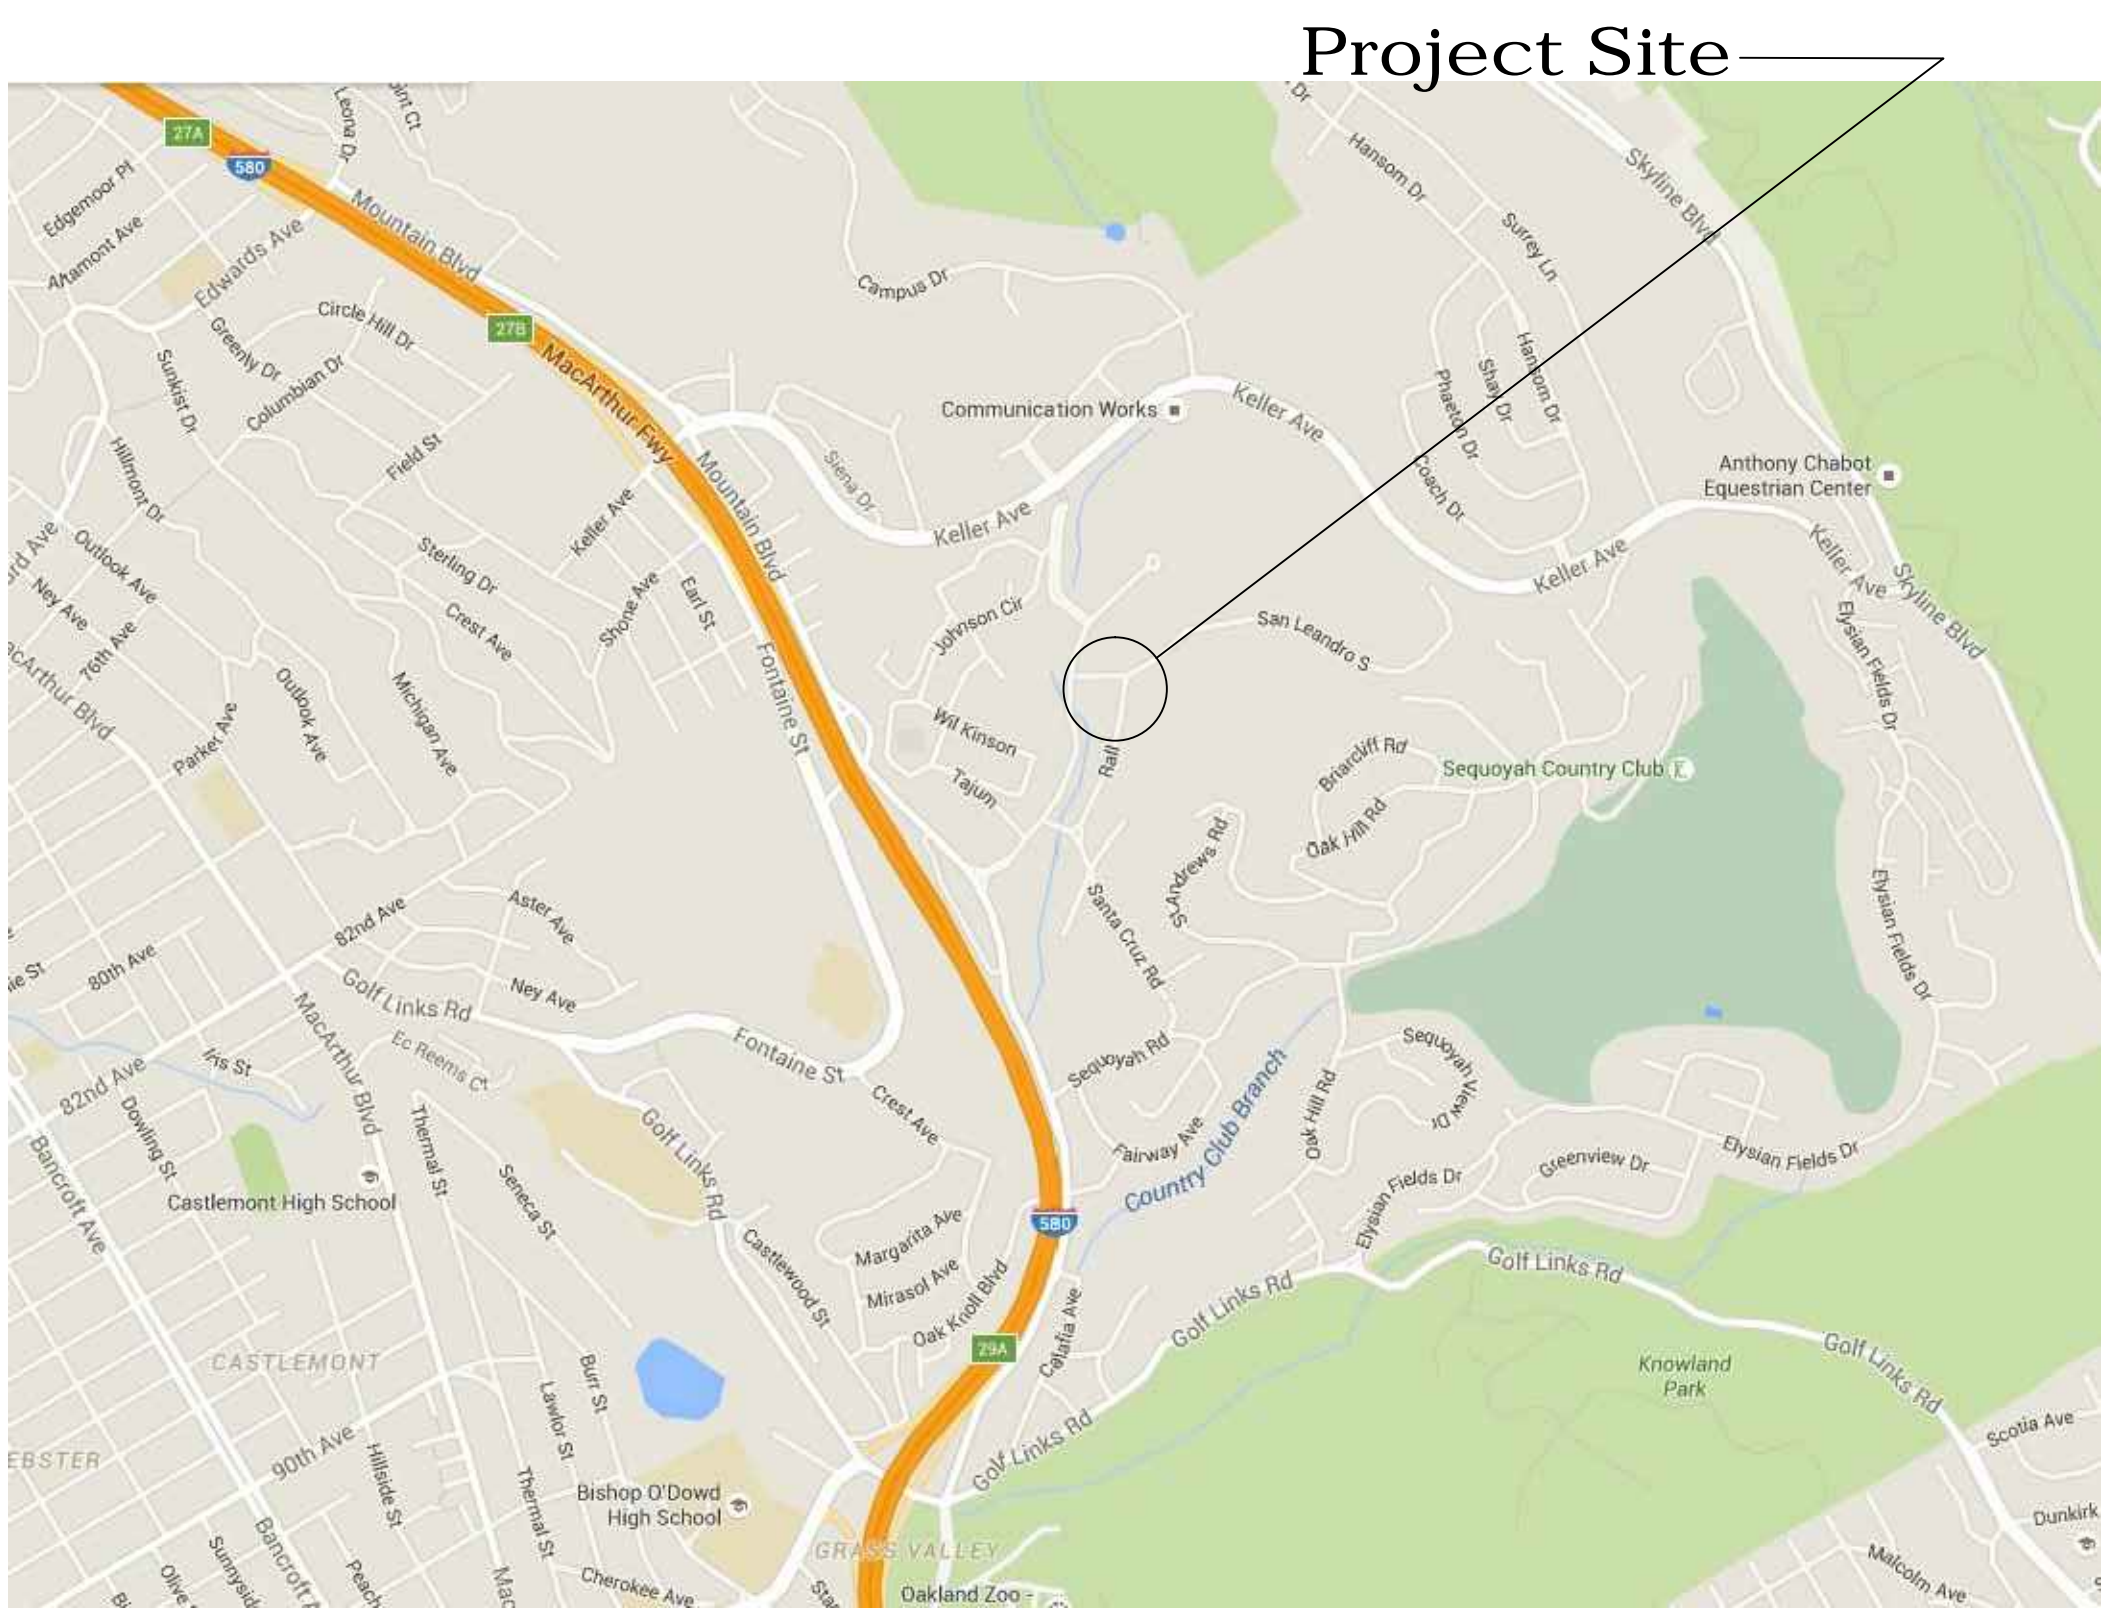 Project Site
27A
580
Leona Dr
Dr
Edgemoor Pl
Altamont Ave
Edwards Ave
Mountain Blvd
Hansom Dr
Skyline Blvd
Surrey Ln
Campus Dr
Circle Hill Dr
Greenly Dr
Columbian Dr
Sunkist Dr
27B
MacArthur Fwy
Communication Works
Keller Ave
Hansom Dr
Shay Dr
Phaeton Dr
Coach Dr
Anthony Chabot
Equestrian Center
Field St
Hillmont Dr
Mountain Blvd
Siena Dr
Keller Ave
Keller Ave
Keller Ave
Keller Ave
Skyline Blvd
Outlook Ave
Ney Ave
76th Ave
Sterling Dr
Crest Ave
Shone Ave
Earl St
Fontaine St
Johnson Cir
San Leandro S
Elysian Fields Dr
Parker Ave
Outlook Ave
Michigan Ave
Wil Kinson
Tajum
Rall
Briarcliff Rd
Oak Hill Rd
Sequoyah Country Club
St Andrews Rd
Santa Cruz Rd
Elysian Fields Dr
Aster Ave
82nd Ave
80th Ave
Ney Ave
Golf Links Rd
MacArthur Blvd
Ec Reems Ct
Fontaine St
Crest Ave
Sequoyah Rd
Fairway Ave
Country Club Branch
Oak Hill Rd
Sequoyah View Dr
Iris St
82nd Ave
Dowling St
Bancroft Ave
Castlemont High School
Thermal St
Seneca St
Golf Links Rd
Elysian Fields Dr
Greenview Dr
Elysian Fields Dr
580
Margarita Ave
Mirasol Ave
Oak Knoll Blvd
Castlewood St
Golf Links Rd
Golf Links Rd
Golf Links Rd
29A
Calafia Ave
Knowland
Park
CASTLEMONT
Burr St
Lawlor St
90th Ave
Hillside St
Thermal St
Golf Links Rd
Bishop O'Dowd
High School
Scotia Ave
Dunkirk
Malcolm Ave
GRASS VALLEY
Cherokee Ave
Oakland Zoo -